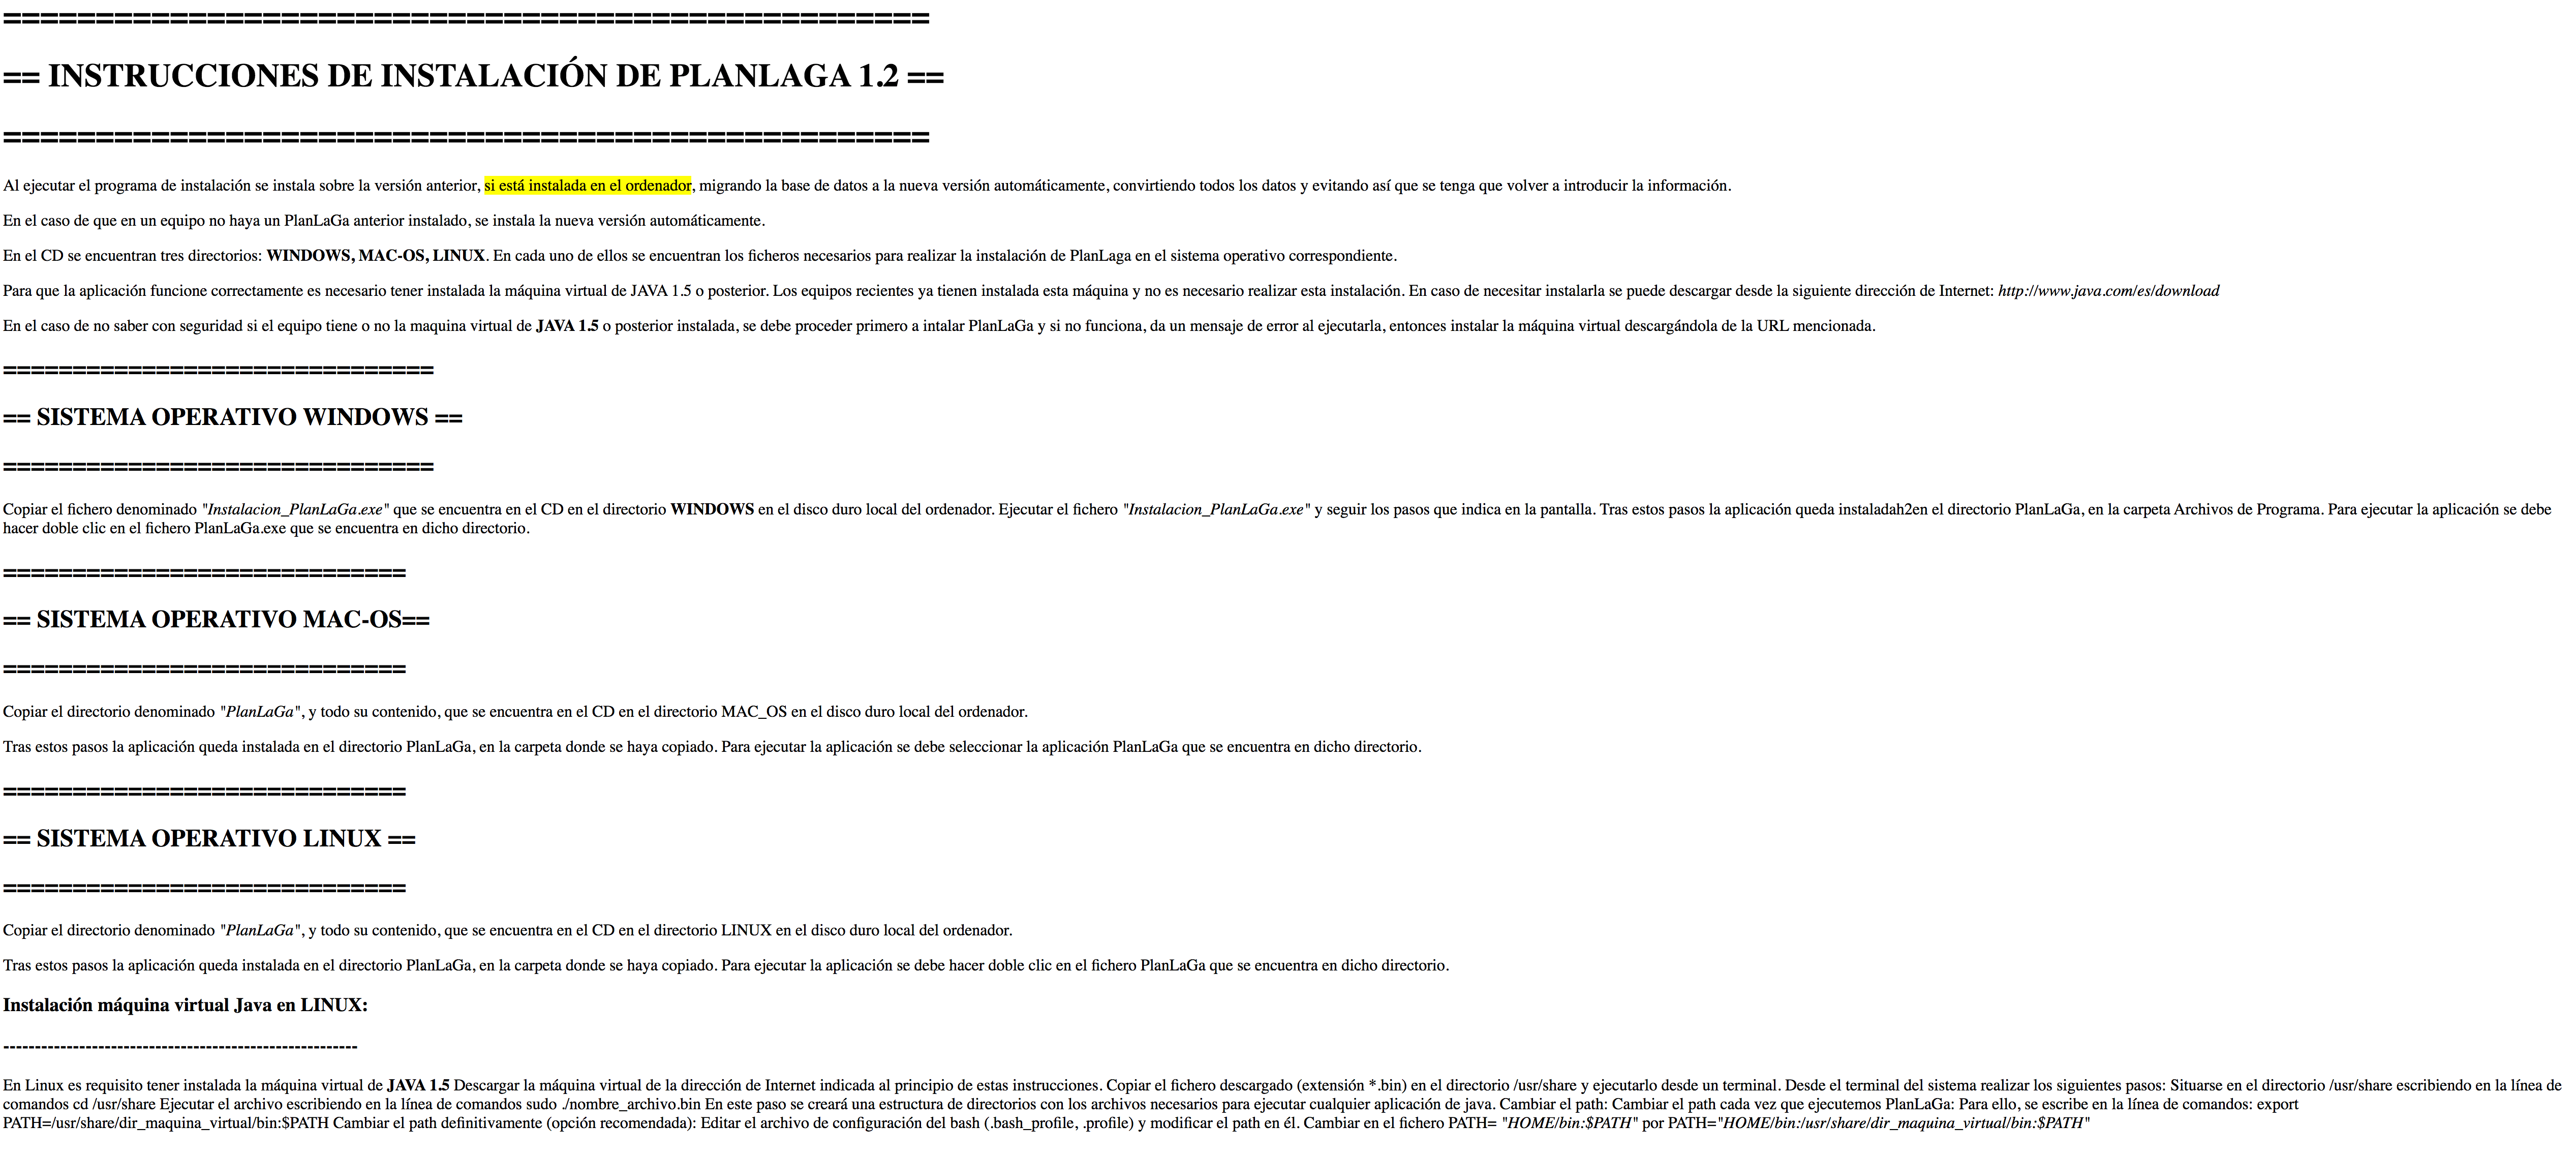 ==================================================
== INSTRUCCIONES DE INSTALACIÓN DE PLANLAGA 1.2 ==
==================================================
Al ejecutar el programa de instalación se instala sobre la versión anterior, si está instalada en el ordenador, migrando la base de datos a la nueva versión automáticamente, convirtiendo todos los datos y evitando así que se tenga que volver a introducir la información.
En el caso de que en un equipo no haya un PlanLaGa anterior instalado, se instala la nueva versión automáticamente.
En el CD se encuentran tres directorios: WINDOWS, MAC-OS, LINUX. En cada uno de ellos se encuentran los ficheros necesarios para realizar la instalación de PlanLaga en el sistema operativo correspondiente.
Para que la aplicación funcione correctamente es necesario tener instalada la máquina virtual de JAVA 1.5 o posterior. Los equipos recientes ya tienen instalada esta máquina y no es necesario realizar esta instalación. En caso de necesitar instalarla se puede descargar desde la siguiente dirección de Internet: http://www.java.com/es/download
En el caso de no saber con seguridad si el equipo tiene o no la maquina virtual de JAVA 1.5 o posterior instalada, se debe proceder primero a intalar PlanLaGa y si no funciona, da un mensaje de error al ejecutarla, entonces instalar la máquina virtual descargándola de la URL mencionada.
===============================
== SISTEMA OPERATIVO WINDOWS ==
===============================
Copiar el fichero denominado "Instalacion_PlanLaGa.exe" que se encuentra en el CD en el directorio WINDOWS en el disco duro local del ordenador. Ejecutar el fichero "Instalacion_PlanLaGa.exe" y seguir los pasos que indica en la pantalla. Tras estos pasos la aplicación queda instaladah2en el directorio PlanLaGa, en la carpeta Archivos de Programa. Para ejecutar la aplicación se debe
hacer doble clic en el fichero PlanLaGa.exe que se encuentra en dicho directorio.
=============================
== SISTEMA OPERATIVO MAC-OS==
=============================
Copiar el directorio denominado "PlanLaGa", y todo su contenido, que se encuentra en el CD en el directorio MAC_OS en el disco duro local del ordenador.
Tras estos pasos la aplicación queda instalada en el directorio PlanLaGa, en la carpeta donde se haya copiado. Para ejecutar la aplicación se debe seleccionar la aplicación PlanLaGa que se encuentra en dicho directorio.
=============================
== SISTEMA OPERATIVO LINUX ==
=============================
Copiar el directorio denominado "PlanLaGa", y todo su contenido, que se encuentra en el CD en el directorio LINUX en el disco duro local del ordenador.
Tras estos pasos la aplicación queda instalada en el directorio PlanLaGa, en la carpeta donde se haya copiado. Para ejecutar la aplicación se debe hacer doble clic en el fichero PlanLaGa que se encuentra en dicho directorio.
Instalación máquina virtual Java en LINUX:
--------------------------------------------------------
En Linux es requisito tener instalada la máquina virtual de JAVA 1.5 Descargar la máquina virtual de la dirección de Internet indicada al principio de estas instrucciones. Copiar el fichero descargado (extensión *.bin) en el directorio /usr/share y ejecutarlo desde un terminal. Desde el terminal del sistema realizar los siguientes pasos: Situarse en el directorio /usr/share escribiendo en la línea de
comandos cd /usr/share Ejecutar el archivo escribiendo en la línea de comandos sudo ./nombre_archivo.bin En este paso se creará una estructura de directorios con los archivos necesarios para ejecutar cualquier aplicación de java. Cambiar el path: Cambiar el path cada vez que ejecutemos PlanLaGa: Para ello, se escribe en la línea de comandos: export
PATH=/usr/share/dir_maquina_virtual/bin:$PATH Cambiar el path definitivamente (opción recomendada): Editar el archivo de configuración del bash (.bash_profile, .profile) y modificar el path en él. Cambiar en el fichero PATH= "HOME/bin:$PATH" por PATH="HOME/bin:/usr/share/dir_maquina_virtual/bin:$PATH"